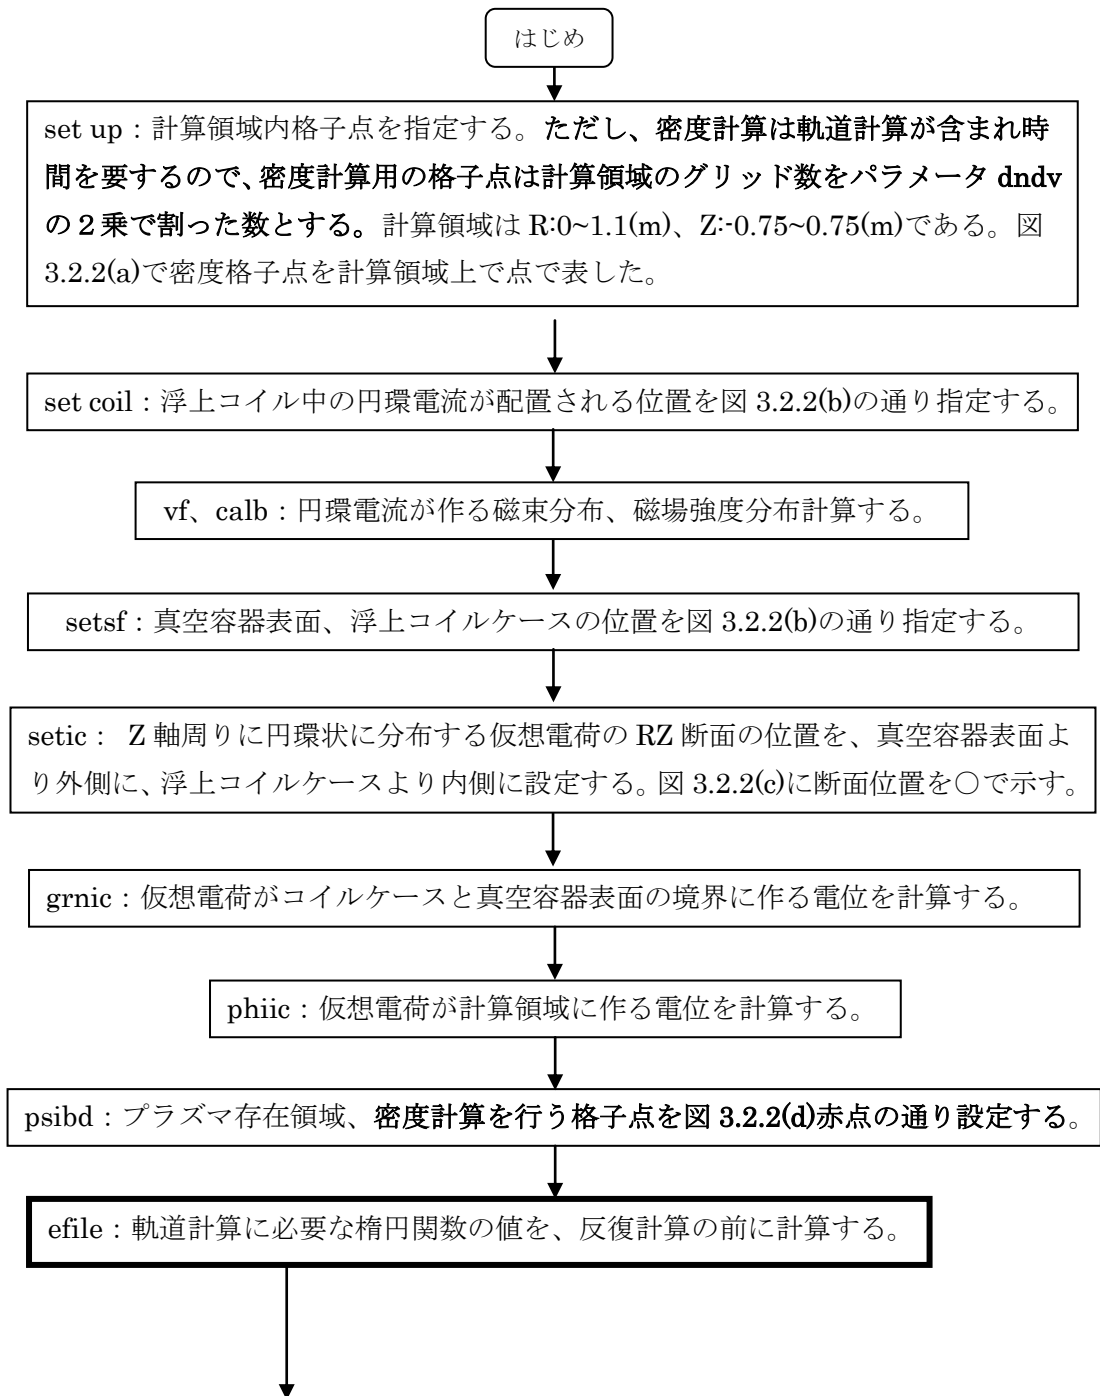 はじめ
set up：計算領域内格子点を指定する。ただし、密度計算は軌道計算が含まれ時
間を要するので、密度計算用の格子点は計算領域のグリッド数をパラメータ dndv
の２乗で割った数とする。計算領域は R:0~1.1(m)、Z:-0.75~0.75(m)である。図
3.2.2(a)で密度格子点を計算領域上で点で表した。
set coil：浮上コイル中の円環電流が配置される位置を図 3.2.2(b)の通り指定する。
vf、calb：円環電流が作る磁束分布、磁場強度分布計算する。
setsf：真空容器表面、浮上コイルケースの位置を図 3.2.2(b)の通り指定する。
setic： Z 軸周りに円環状に分布する仮想電荷の RZ 断面の位置を、真空容器表面よ
り外側に、浮上コイルケースより内側に設定する。図 3.2.2(c)に断面位置を○で示す。
grnic：仮想電荷がコイルケースと真空容器表面の境界に作る電位を計算する。
phiic：仮想電荷が計算領域に作る電位を計算する。
psibd：プラズマ存在領域、密度計算を行う格子点を図 3.2.2(d)赤点の通り設定する。
efile：軌道計算に必要な楕円関数の値を、反復計算の前に計算する。